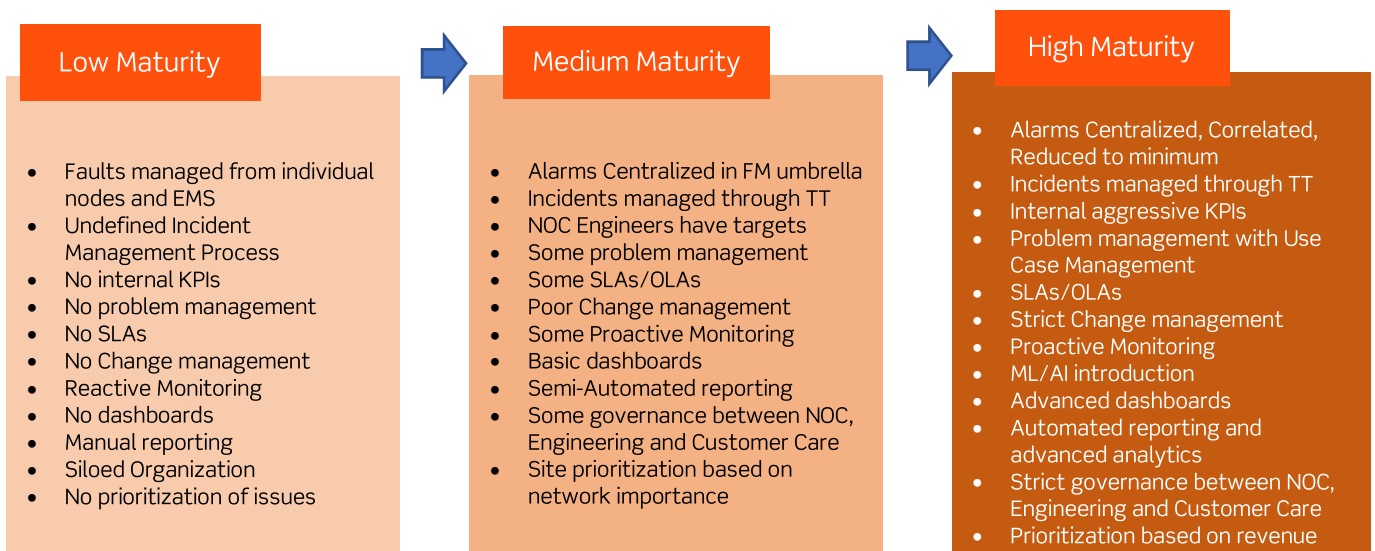 Low Maturity
Faults managed from individual
nodes and EMS
Undefined Incident
Management Process
No internal KPIs
No problem management
No SLAs
No Change management
Reactive Monitoring
No dashboards
Manual reporting
Siloed Organization
No prioritization of issues
Medium Maturity
Alarms Centralized in FM umbrella
Incidents managed through TT
NOC Engineers have targets
Some problem management
Some SLAs/OLAs
Poor Change management
Some Proactive Monitoring
Basic dashboards
Semi-Automated reporting
Some governance between NOC,
Engineering and Customer Care
Site prioritization based on
network importance
High Maturity
Alarms Centralized, Correlated,
Reduced to minimum
Incidents managed through TT
Internal aggressive KPIs
Problem management with Use
Case Management
SLAs/OLAs
Strict Change management
Proactive Monitoring
ML/AI introduction
Advanced dashboards
Automated reporting and
advanced analytics
Strict governance between NOC,
Engineering and Customer Care
Prioritization based on revenue